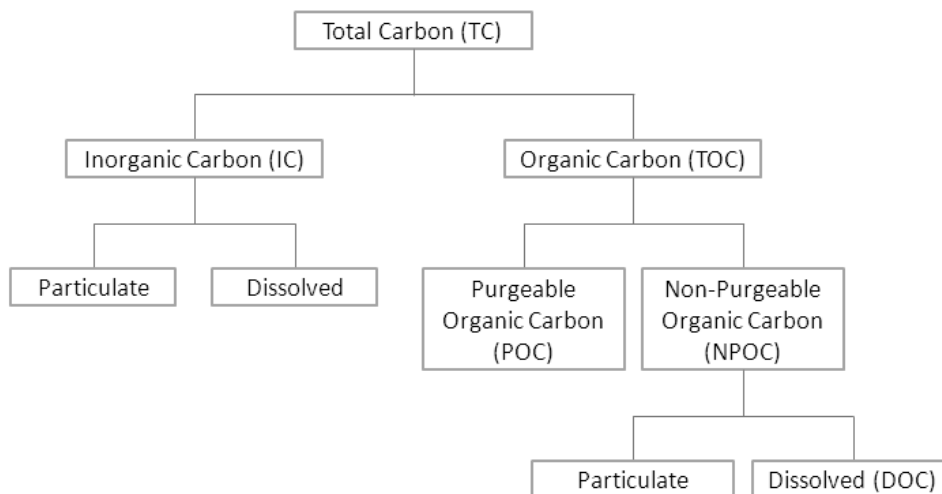 Total Carbon (TC)
Inorganic Carbon (IC)
Organic Carbon (TOC)
Particulate
Dissolved
Purgeable
Organic Carbon
(POC)
Non-Purgeable
Organic Carbon
(NPOC)
Particulate
Dissolved (DOC)